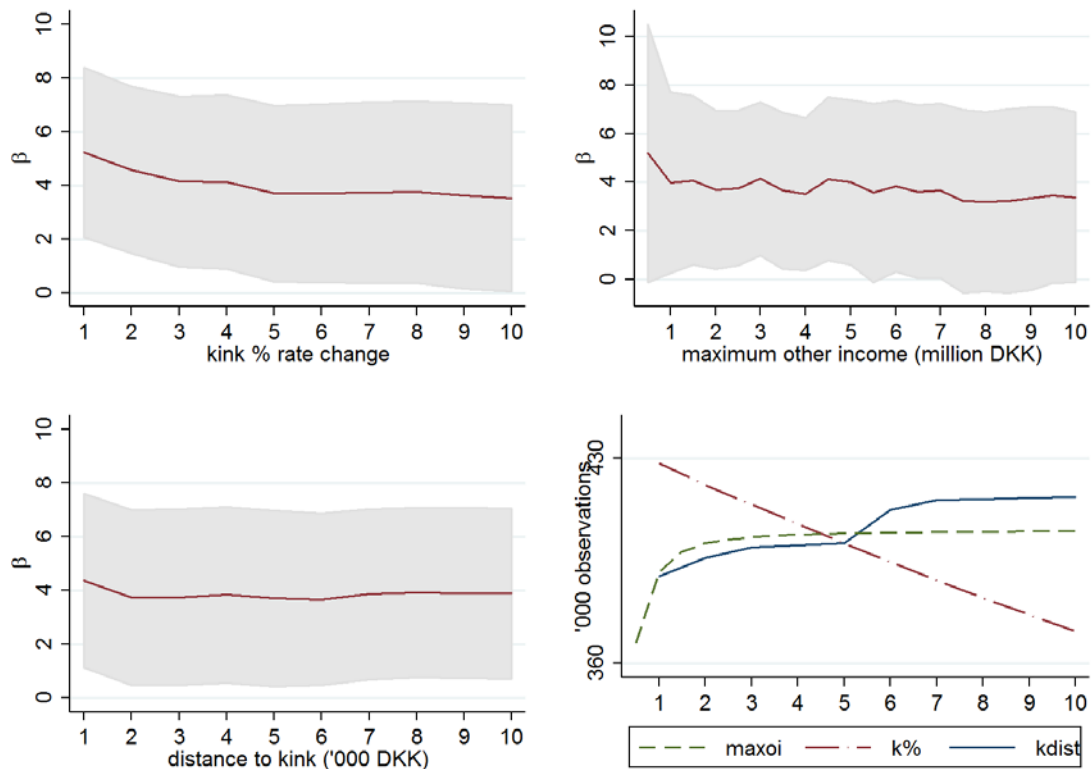 10
8
6
β
4
2
0
1 2 3 4 5 6 7 8 9 10
kink % rate change
10
8
6
β
4
2
0
1 2 3 4 5 6 7 8 9 10
maximum other income (million DKK)
10
8
6
β
4
2
0
1 2 3 4 5 6 7 8 9 10
distance to kink ('000 DKK)
430
'000 observations
360
1 2 3 4 5 6 7 8 9 10
maxoi k% kdist